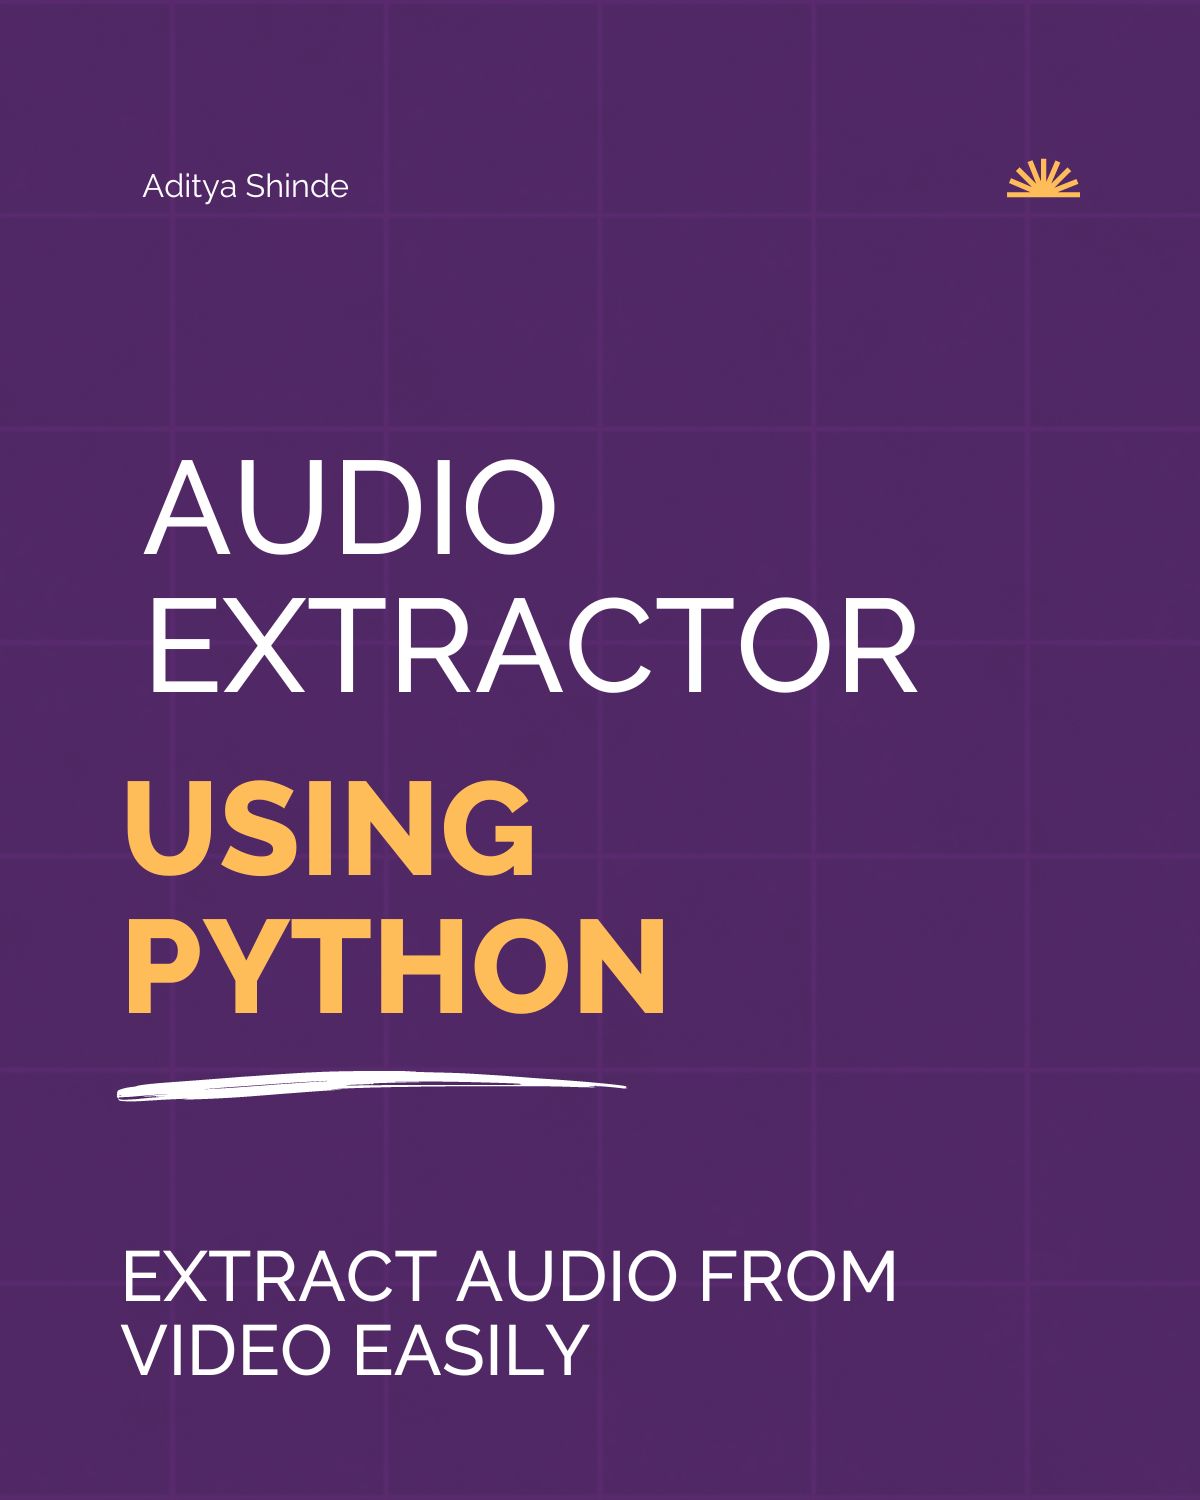 Aditya Shinde
AUDIO
EXTRACTOR
USING
PYTHON
EXTRACT AUDIO FROM
VIDEO EASILY